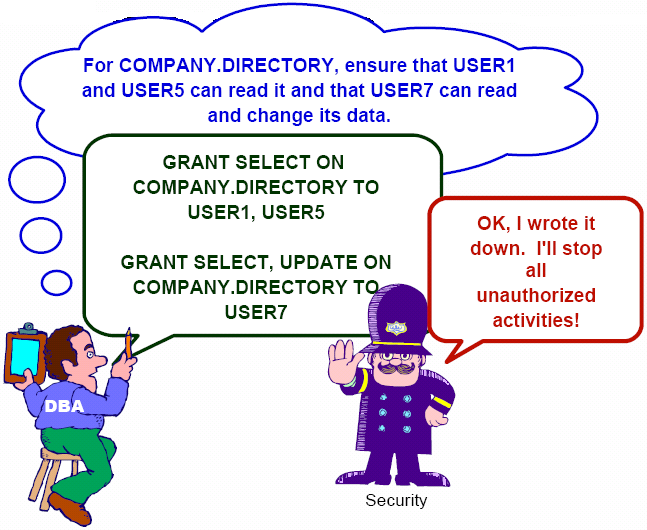 For COMPANY.DIRECTORY, ensure that USER1
and USER5 can read it and that USER7 can read
and change its data.
GRANT SELECT ON
COMPANY.DIRECTORY TO
USER1, USER5
GRANT SELECT, UPDATE ON
COMPANY.DIRECTORY TO
USER7
OK, I wrote it
down. I'll stop
all
unauthorized
activities!
DBA
Security